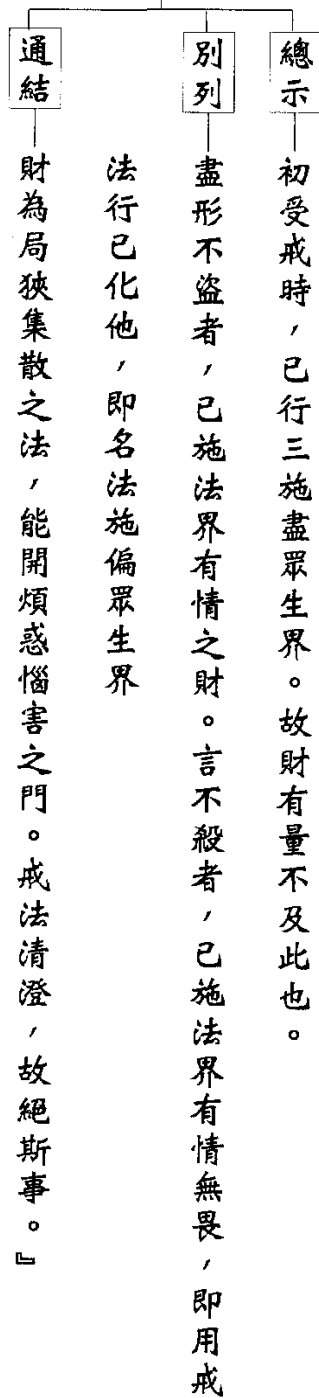 總示
初受戒時，已行三施盡眾生界。故財有量不及此也。
別列
盡形不盜者，已施法界有情之財。言不殺者，已施法界有情無畏，即用戒
法行已化他，即名法施偏眾生界
通結
財為局狹集散之法，能開煩惑惱害之門。戒法清澄，故絕斯事。』